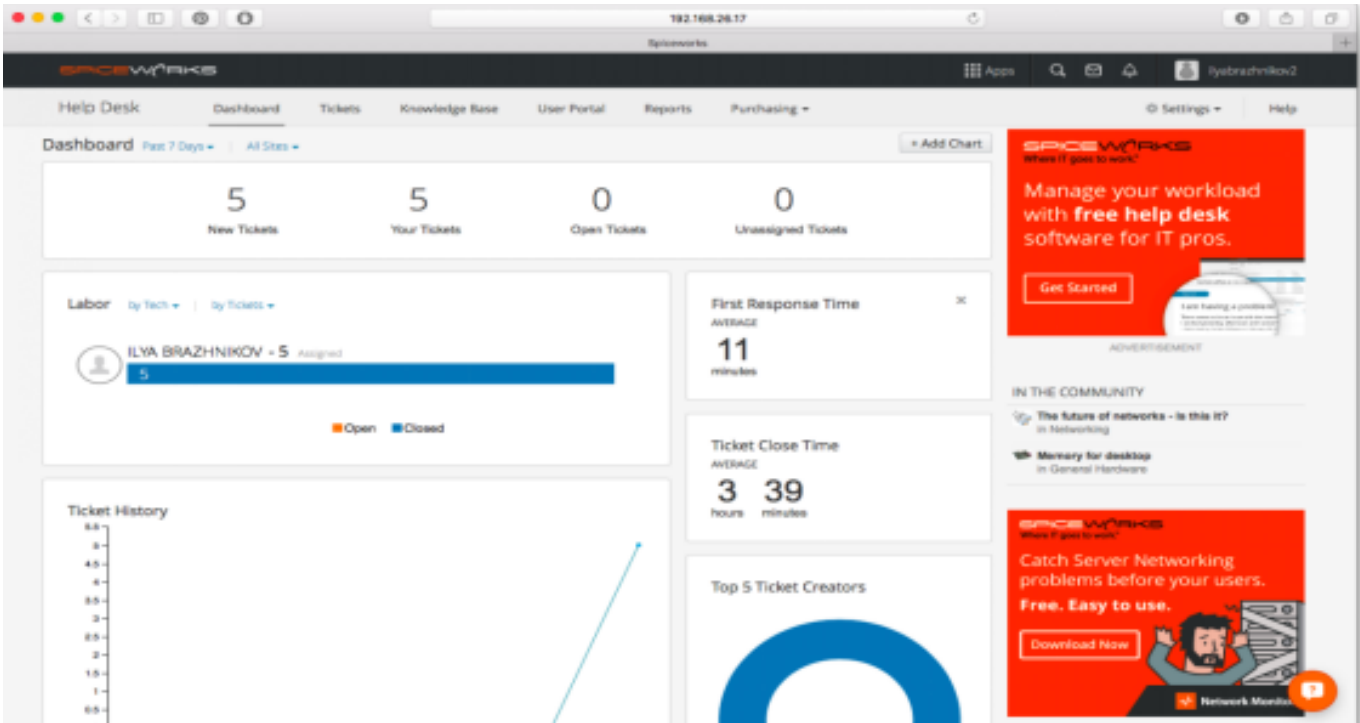 192.168.26.17
Spiceworks
SPICEWORKS
Apps
ilyabrazhnikov2
Help Desk Dashboard Tickets Knowledge Base User Portal Reports Purchasing Settings Help
Dashboard Past 7 Days All Sites
+ Add Chart
5 5 0 0
New Tickets Your Tickets Open Tickets Unassigned Tickets
Labor by Tech by Tickets
ILYA BRAZHNIKOV - 5 Assigned
5
Open Closed
First Response Time
AVERAGE
11
minutes
Ticket Close Time
AVERAGE
3 39
hours minutes
Ticket History
5.5
5
4.5
4
3.5
3
2.5
2
1.5
1
0.5
Top 5 Ticket Creators
SPICEWORKS
Where IT goes to work.
Manage your workload
with free help desk
software for IT pros.
Get Started
I am having a problem
ADVERTISEMENT
IN THE COMMUNITY
The future of networks - is this it?
in Networking
Memory for desktop
in General Hardware
SPICEWORKS
Where IT goes to work.
Catch Server Networking
problems before your users.
Free. Easy to use.
Download Now
Network